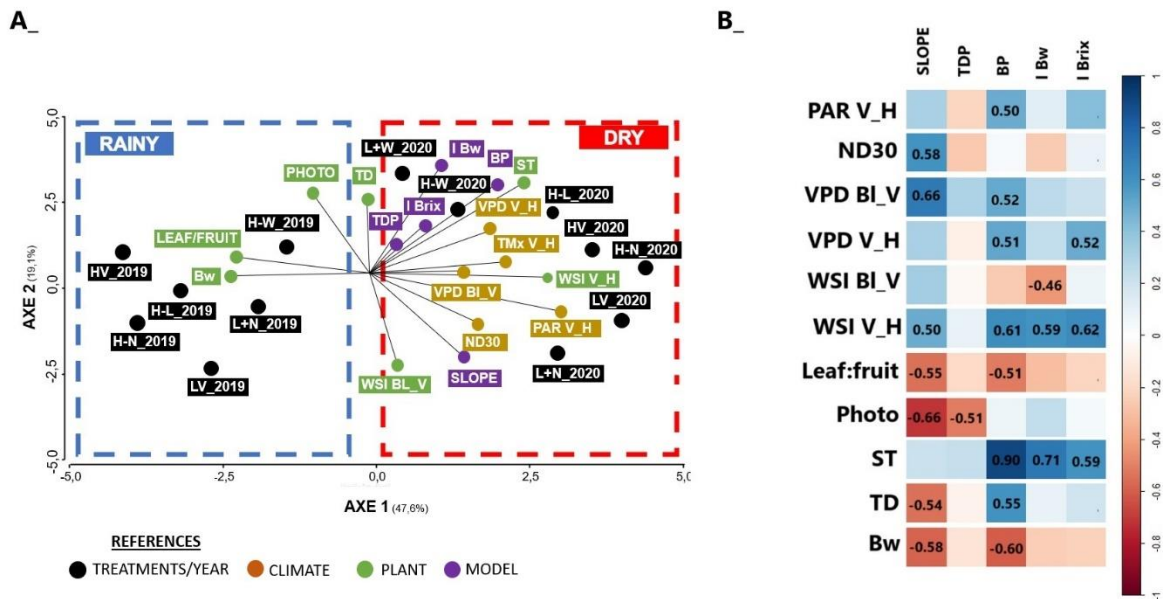 A_
B_
5,0
2,5
0,0
-2,5
-5,0
AXE 2 (19,1%)
-5,0
-2,5
0,0
2,5
5,0
AXE 1 (47,6%)
RAINY
DRY
L+W_2020
I Bw
BP
ST
PHOTO
TD
H-W_2020
H-L_2020
I Brix
VPD V_H
TDP
HV_2020
H-W_2019
LEAF/FRUIT
TMx V_H
H-N_2020
HV_2019
Bw
WSI V_H
H-L_2019
VPD Bl_V
LV_2020
L+N_2019
PAR V_H
H-N_2019
ND30
LV_2019
WSI BL_V
SLOPE
L+N_2020
REFERENCES
TREATMENTS/YEAR
CLIMATE
PLANT
MODEL
SLOPE
TDP
BP
I Bw
I Brix
PAR V_H
0.50
ND30
0.58
VPD Bl_V
0.66
0.52
VPD V_H
0.51
0.52
WSI Bl_V
-0.46
WSI V_H
0.50
0.61
0.59
0.62
Leaf:fruit
-0.55
-0.51
Photo
-0.66
-0.51
ST
0.90
0.71
0.59
TD
-0.54
0.55
Bw
-0.58
-0.60
1
0.8
0.6
0.4
0.2
0
-0.2
-0.4
-0.6
-0.8
-1